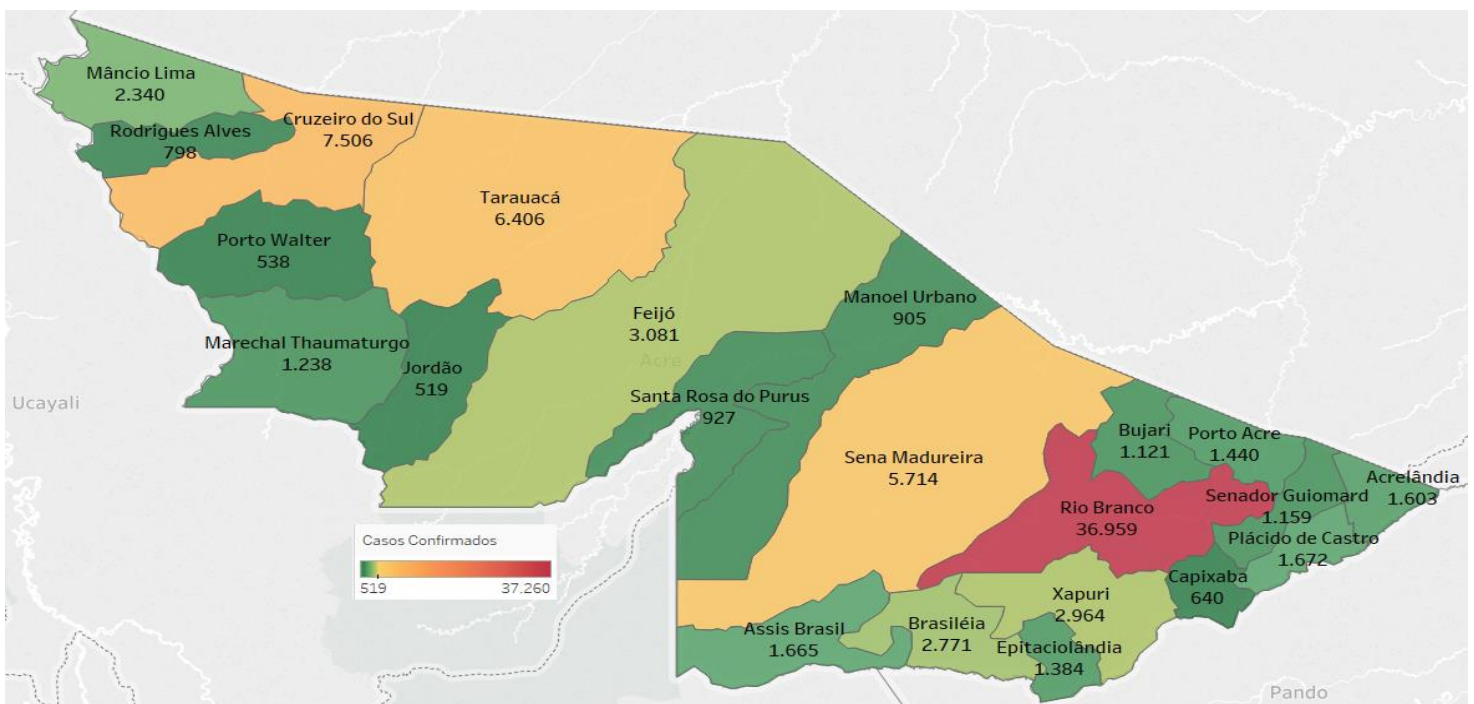 Mâncio Lima
2.340
Cruzeiro do Sul
7.506
Rodrigues Alves
798
Tarauacá
6.406
Porto Walter
538
Manoel Urbano
905
Feijó
3.081
Acre
Marechal Thaumaturgo
1.238
Jordão
519
Santa Rosa do Purus
927
Ucayali
Bujari
1.121
Porto Acre
1.440
Sena Madureira
5.714
Acrelândia
1.603
Rio Branco
36.959
Senador Guiomard
1.159
Plácido de Castro
1.672
Casos Confirmados
519
37.260
Capixaba
640
Xapuri
2.964
Assis Brasil
1.665
Brasiléia
2.771
Epitaciolândia
1.384
Pando